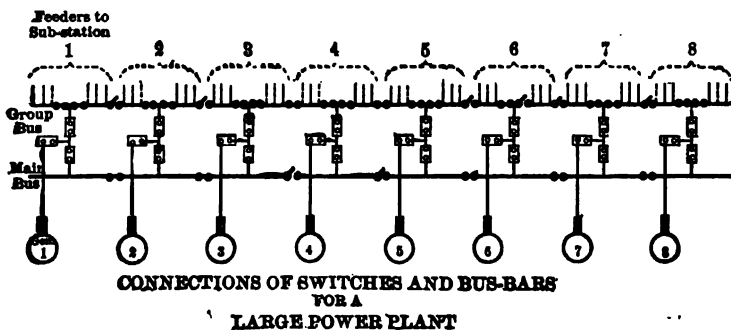 Feeders to
Sub-station
1 2 3 4 5 6 7 8
Group
Bus
Main
Bus
1 2 3 4 5 6 7 8
CONNECTIONS OF SWITCHES AND BUS-BARS
FOR A
LARGE POWER PLANT